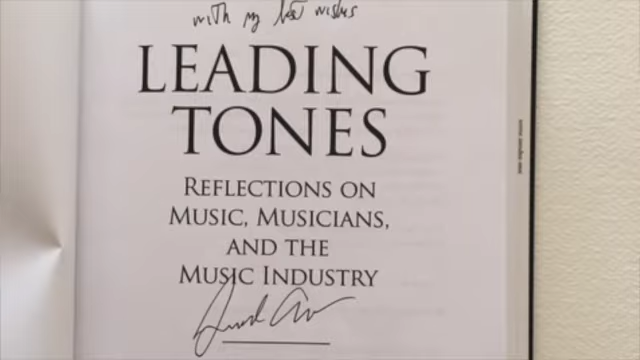 with my best wishes
LEADING
TONES
REFLECTIONS ON
MUSIC, MUSICIANS,
AND THE
MUSIC INDUSTRY